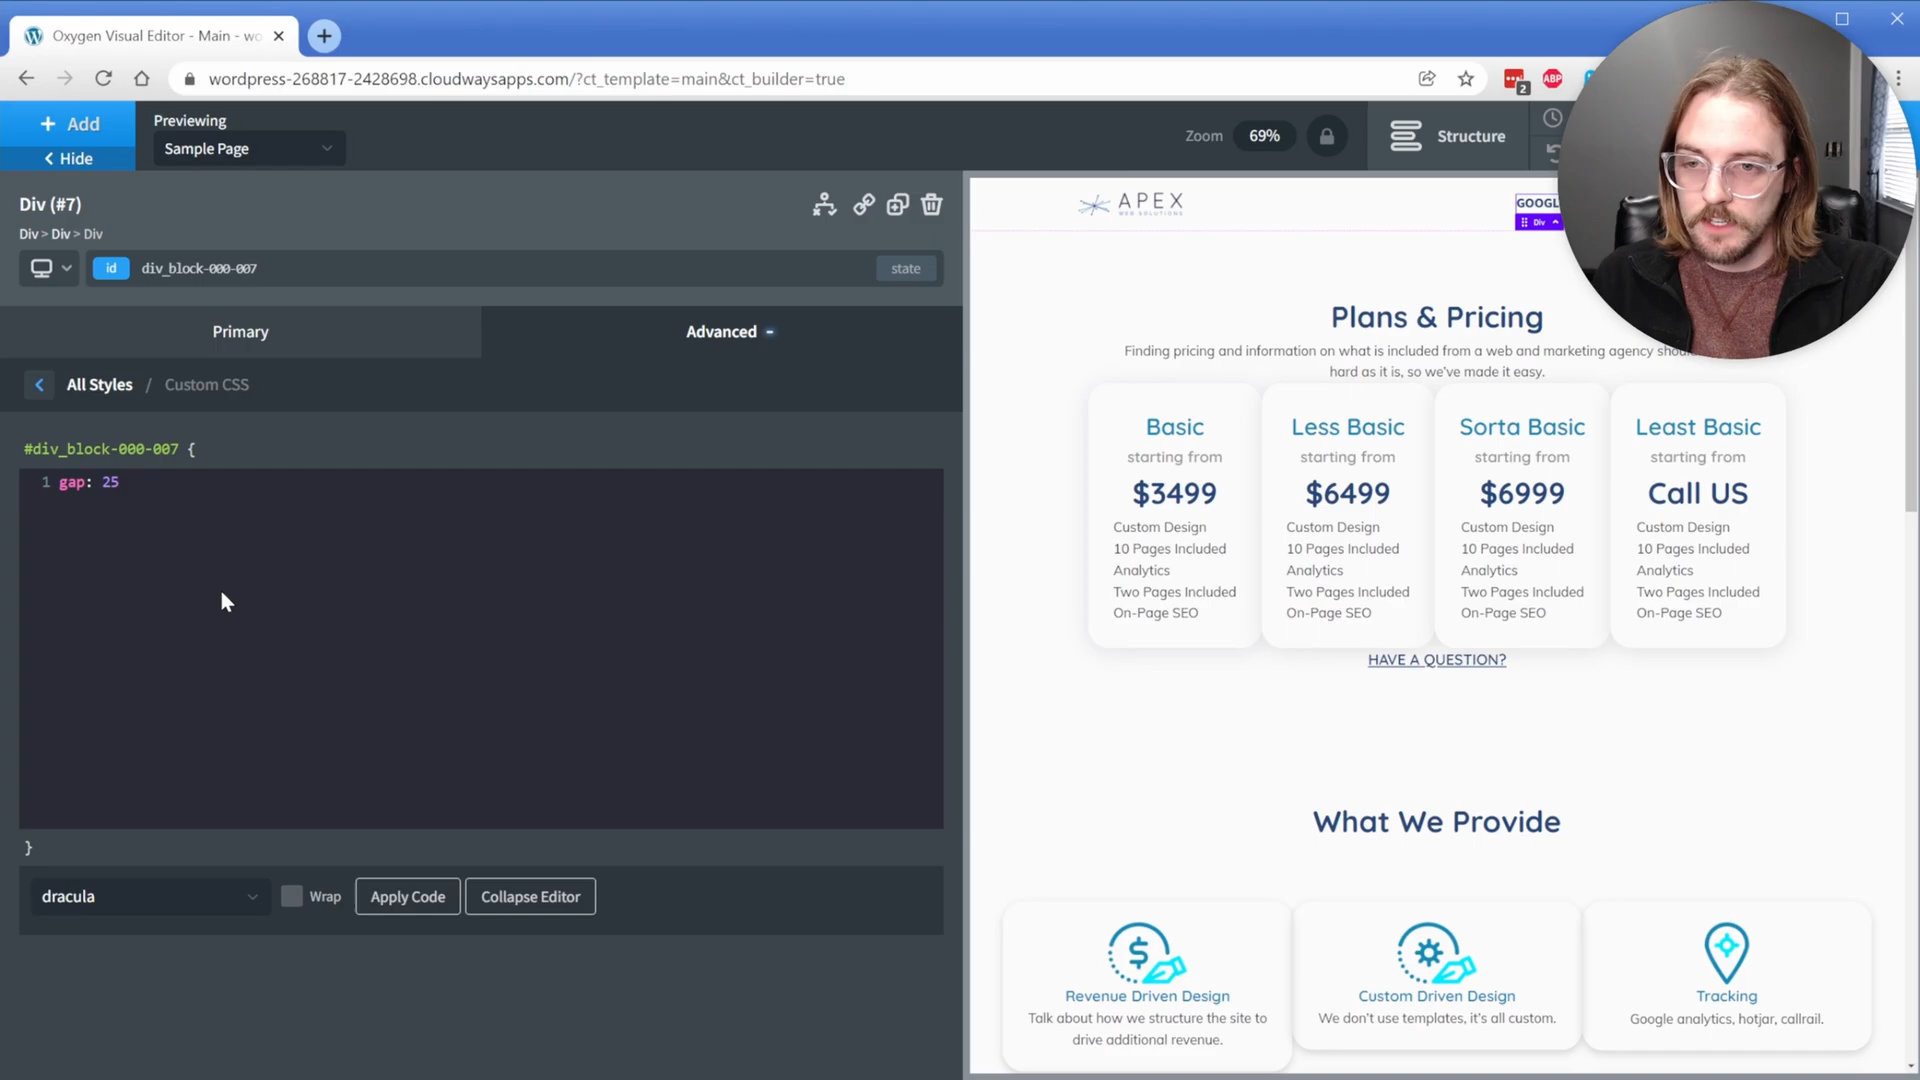 Oxygen Visual Editor - Main - wo
wordpress-268817-2428698.cloudwaysapps.com/?ct_template=main&ct_builder=true
2
ABP
+ Add
Hide
Previewing
Sample Page
Zoom
69%
Structure
Div (#7)
Div > Div > Div
id
div_block-000-007
state
Primary
Advanced
All Styles / Custom CSS
#div_block-000-007 {
1 gap: 25
}
dracula
Wrap
Apply Code
Collapse Editor
APEX
WEB SOLUTIONS
GOOGL
Div
Plans & Pricing
Finding pricing and information on what is included from a web and marketing agency
hard as it is, so we've made it easy.
Basic
starting from
$3499
Custom Design
10 Pages Included
Analytics
Two Pages Included
On-Page SEO
Less Basic
starting from
$6499
Custom Design
10 Pages Included
Analytics
Two Pages Included
On-Page SEO
Sorta Basic
starting from
$6999
Custom Design
10 Pages Included
Analytics
Two Pages Included
On-Page SEO
Least Basic
starting from
Call US
Custom Design
10 Pages Included
Analytics
Two Pages Included
On-Page SEO
HAVE A QUESTION?
What We Provide
Revenue Driven Design
Talk about how we structure the site to
drive additional revenue.
Custom Driven Design
We don't use templates, it's all custom.
Tracking
Google analytics, hotjar, callrail.